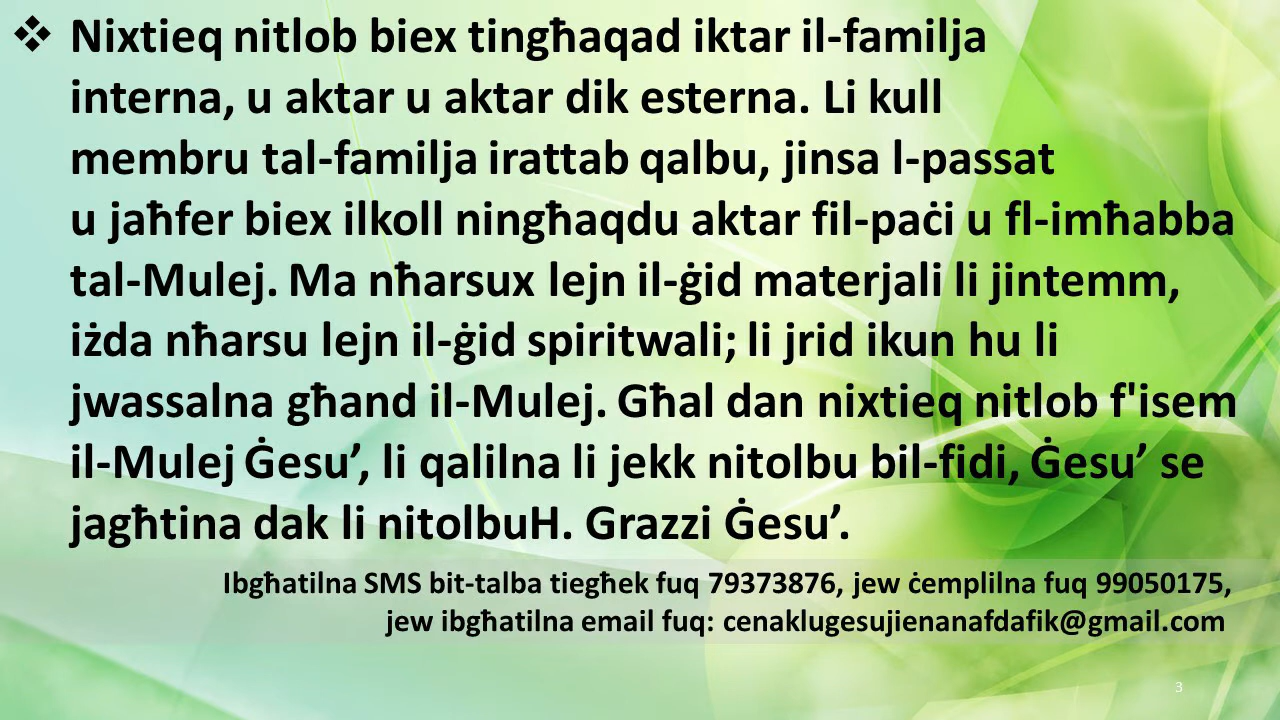 ❖ Nixtieq nitlob biex tingħaqad iktar il-familja
interna, u aktar u aktar dik esterna. Li kull
membru tal-familja irattab qalbu, jinsa l-passat
u jaħfer biex ilkoll ningħaqdu aktar fil-paċi u fl-imħabba
tal-Mulej. Ma nħarsux lejn il-ġid materjali li jintemm,
iżda nħarsu lejn il-ġid spiritwali; li jrid ikun hu li
jwassalna għand il-Mulej. Għal dan nixtieq nitlob f'isem
il-Mulej Ġesu’, li qalilna li jekk nitolbu bil-fidi, Ġesu’ se
jagħtina dak li nitolbuH. Grazzi Ġesu’.
Ibgħatilna SMS bit-talba tiegħek fuq 79373876, jew ċemplilna fuq 99050175,
jew ibgħatilna email fuq: cenaklugesujienanafdafik@gmail.com
3